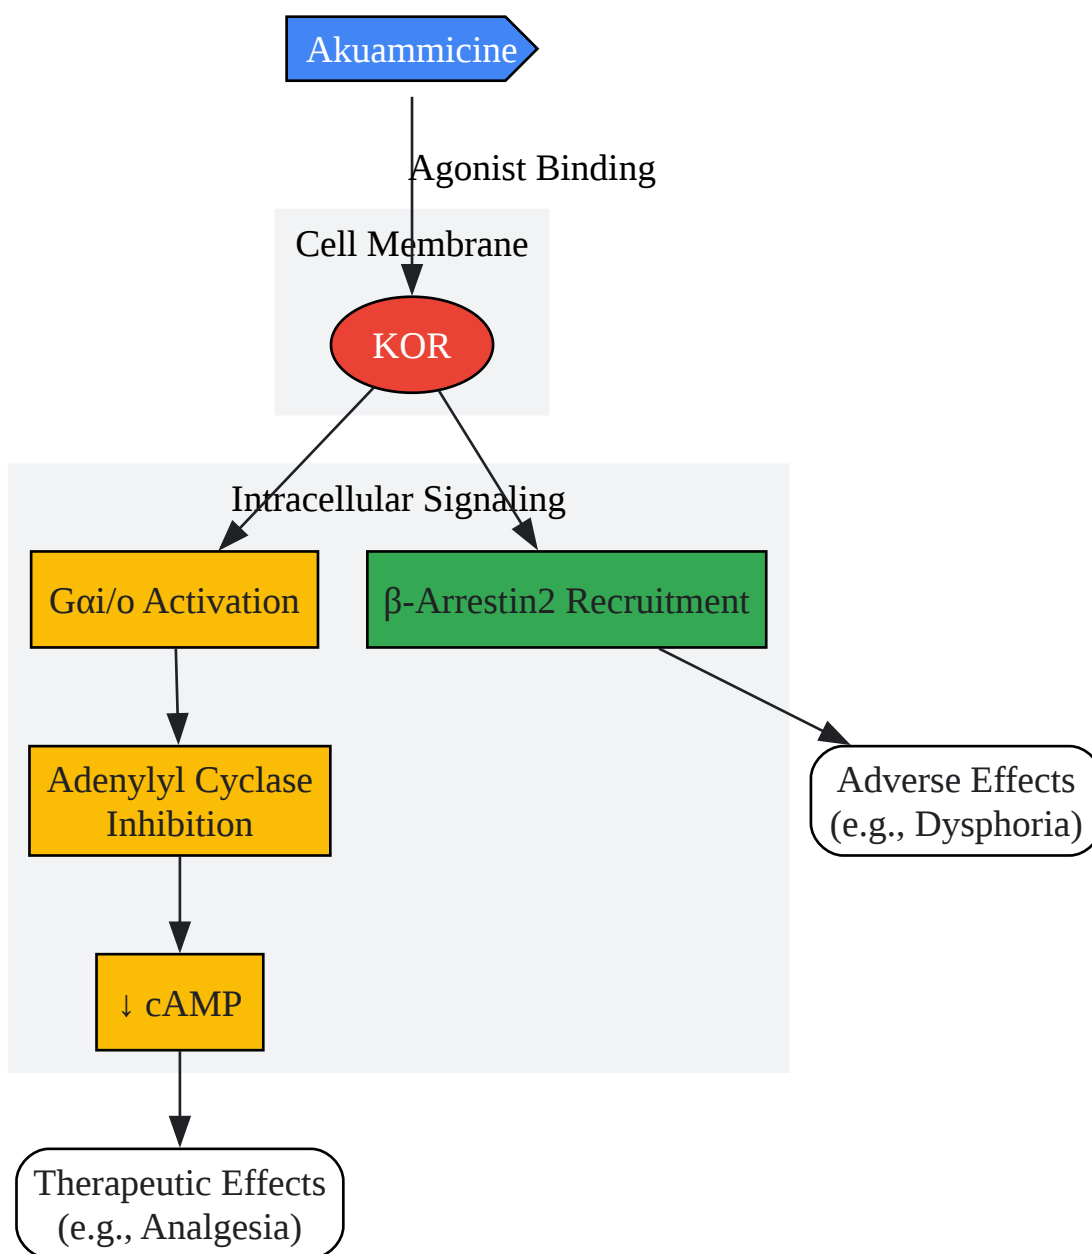 Akuammicine
Agonist Binding
Cell Membrane
KOR
Intracellular Signaling
Gαi/o Activation
β-Arrestin2 Recruitment
Adenylyl Cyclase
Inhibition
Adverse Effects
(e.g., Dysphoria)
↓ cAMP
Therapeutic Effects
(e.g., Analgesia)